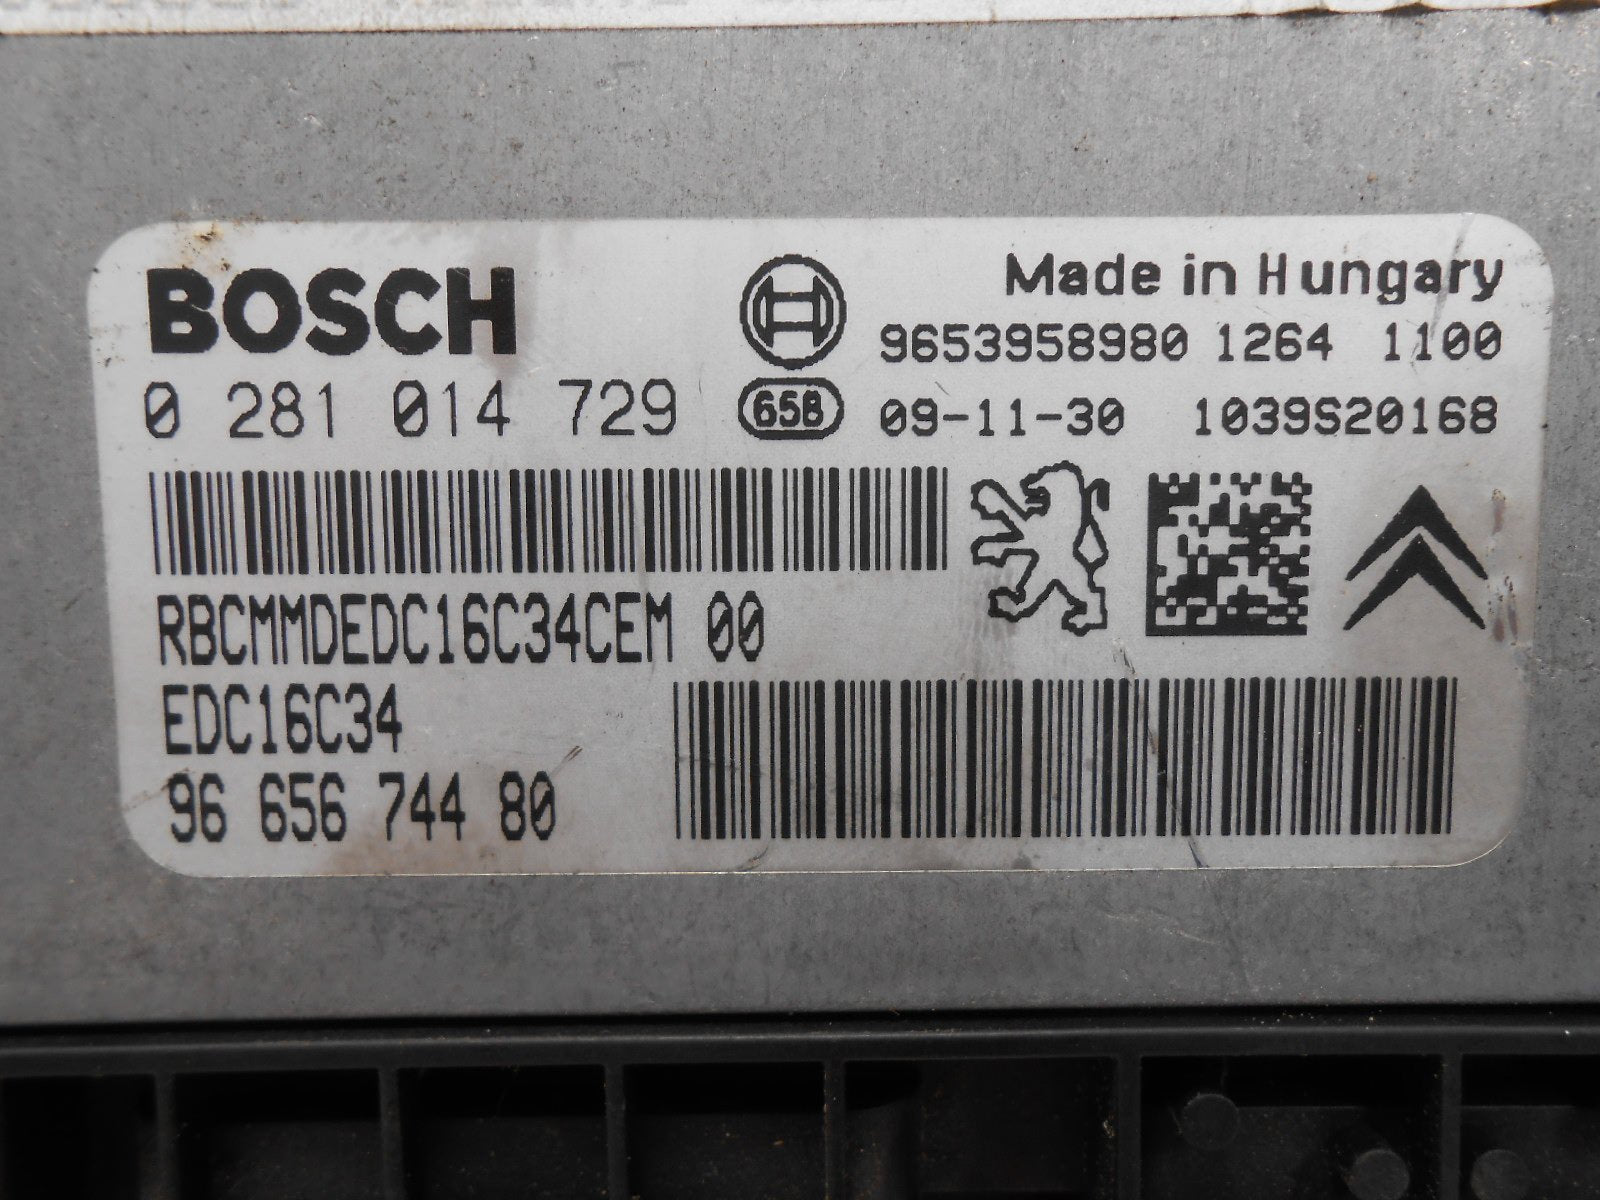 BOSCH
Made in Hungary
9653958980 1264 1100
0 281 014 729
658
09-11-30 1039S20168
RBCMMDEDC16C34CEM 00
EDC16C34
96 656 744 80